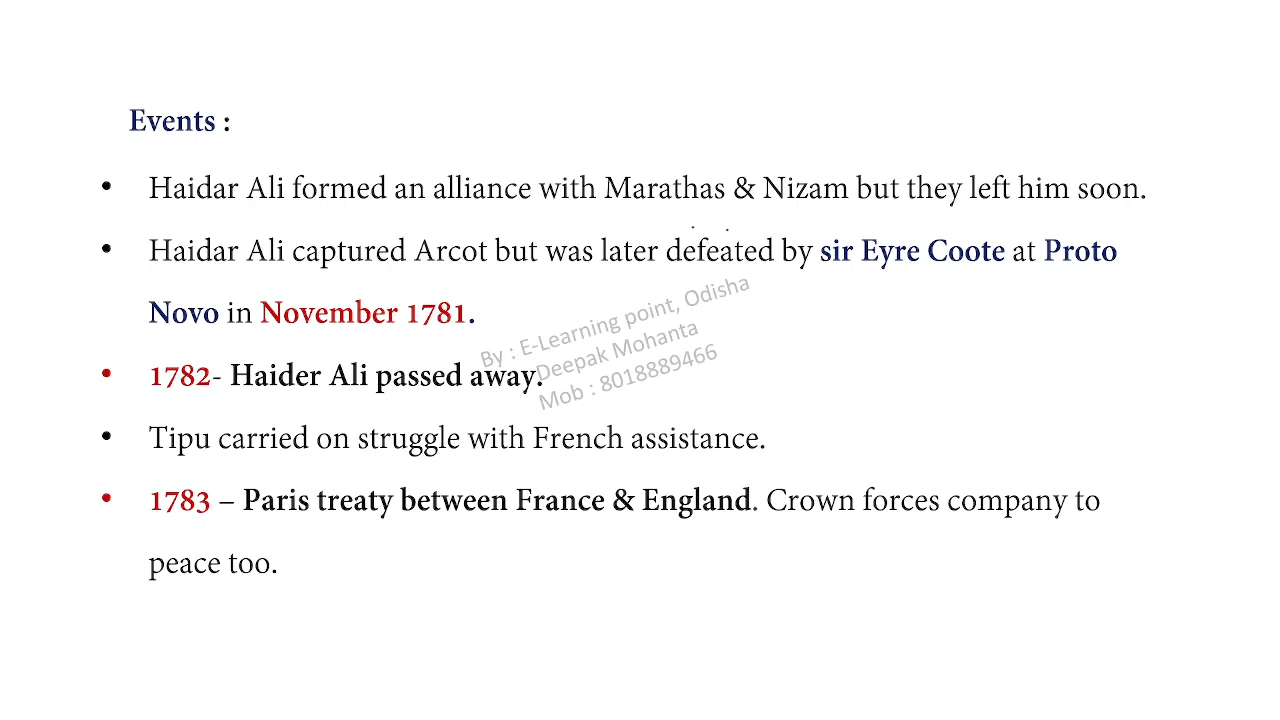 Events :
• Haidar Ali formed an alliance with Marathas & Nizam but they left him soon.
• Haidar Ali captured Arcot but was later defeated by sir Eyre Coote at Proto
Novo in November 1781.
• 1782- Haider Ali passed away.
• Tipu carried on struggle with French assistance.
• 1783 – Paris treaty between France & England. Crown forces company to
peace too.
By : E-Learning point, Odisha
Deepak Mohanta
Mob : 8018889466